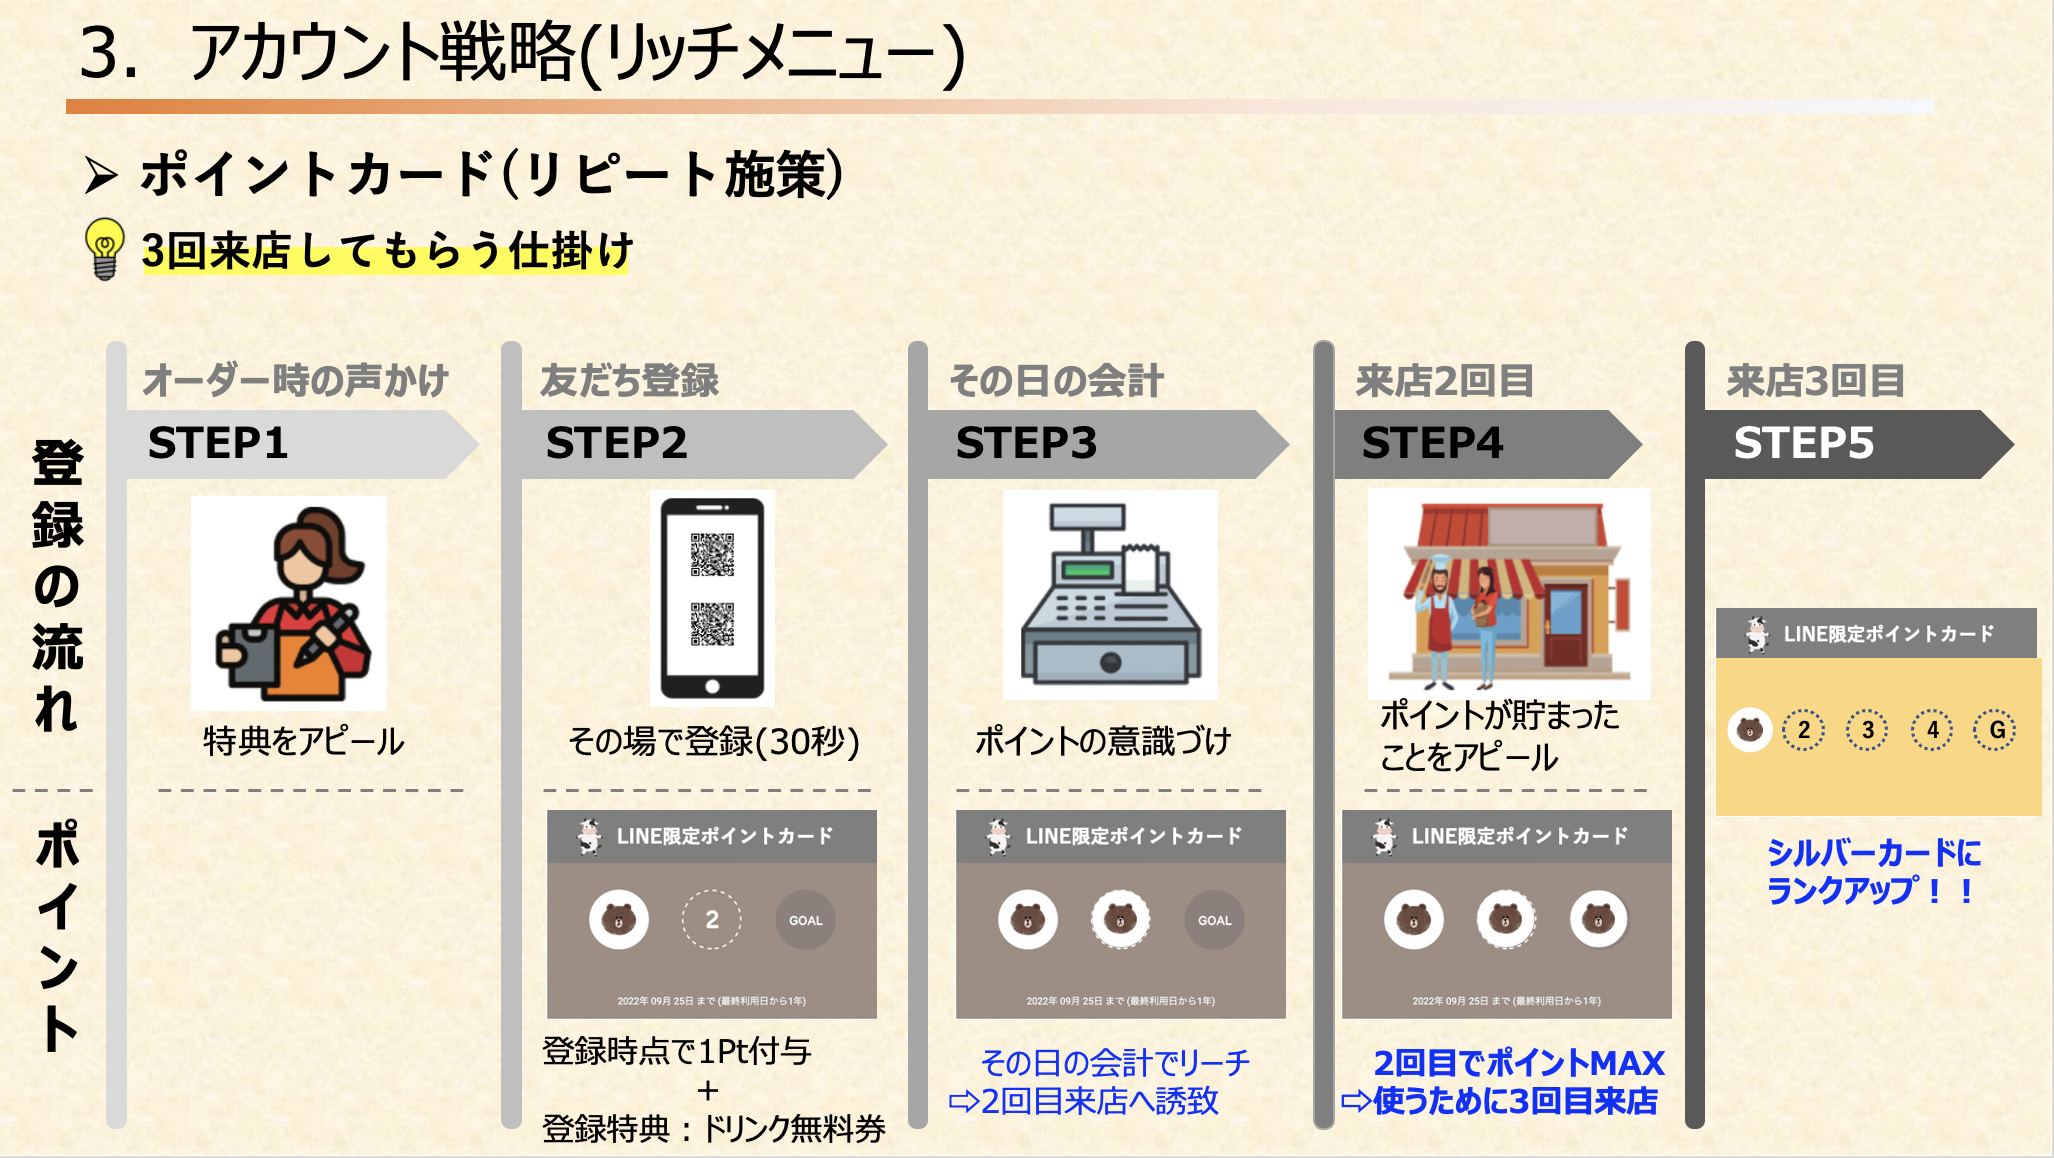 3. アカウント戦略(リッチメニュー)
➢ ポイントカード(リピート施策)
3回来店してもらう仕掛け
登録の流れ
ポイント
オーダー時の声かけ
STEP1
特典をアピール
友だち登録
STEP2
その場で登録(30秒)
LINE限定ポイントカード
2
GOAL
2022年 09月 25日 まで (最終利用日から1年)
登録時点で1Pt付与
+
登録特典：ドリンク無料券
その日の会計
STEP3
ポイントの意識づけ
LINE限定ポイントカード
GOAL
2022年 09月 25日 まで (最終利用日から1年)
その日の会計でリーチ
⇨2回目来店へ誘致
来店2回目
STEP4
ポイントが貯まった
ことをアピール
LINE限定ポイントカード
2022年 09月 25日 まで (最終利用日から1年)
2回目でポイントMAX
⇨使うために3回目来店
来店3回目
STEP5
LINE限定ポイントカード
2 3 4 G
シルバーカードに
ランクアップ！！